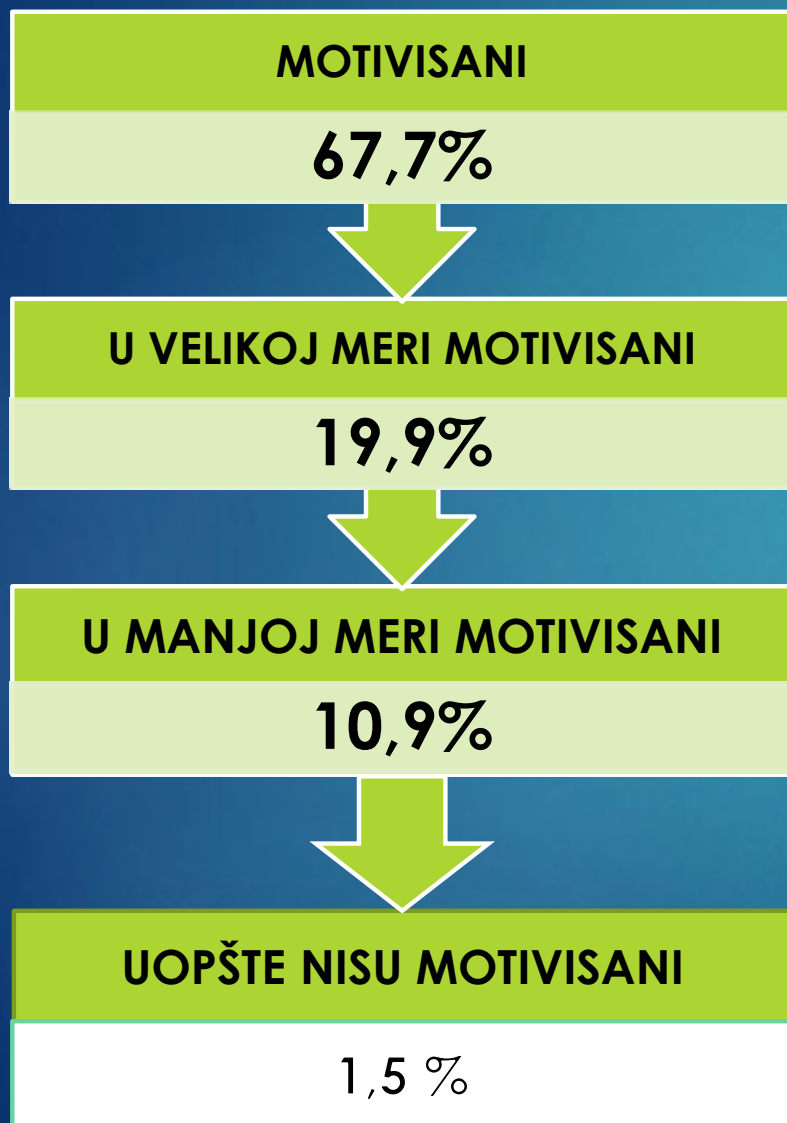 MOTIVISANI
67,7%
U VELIKOJ MERI MOTIVISANI
19,9%
U MANJOJ MERI MOTIVISANI
10,9%
UOPŠTE NISU MOTIVISANI
1,5 %